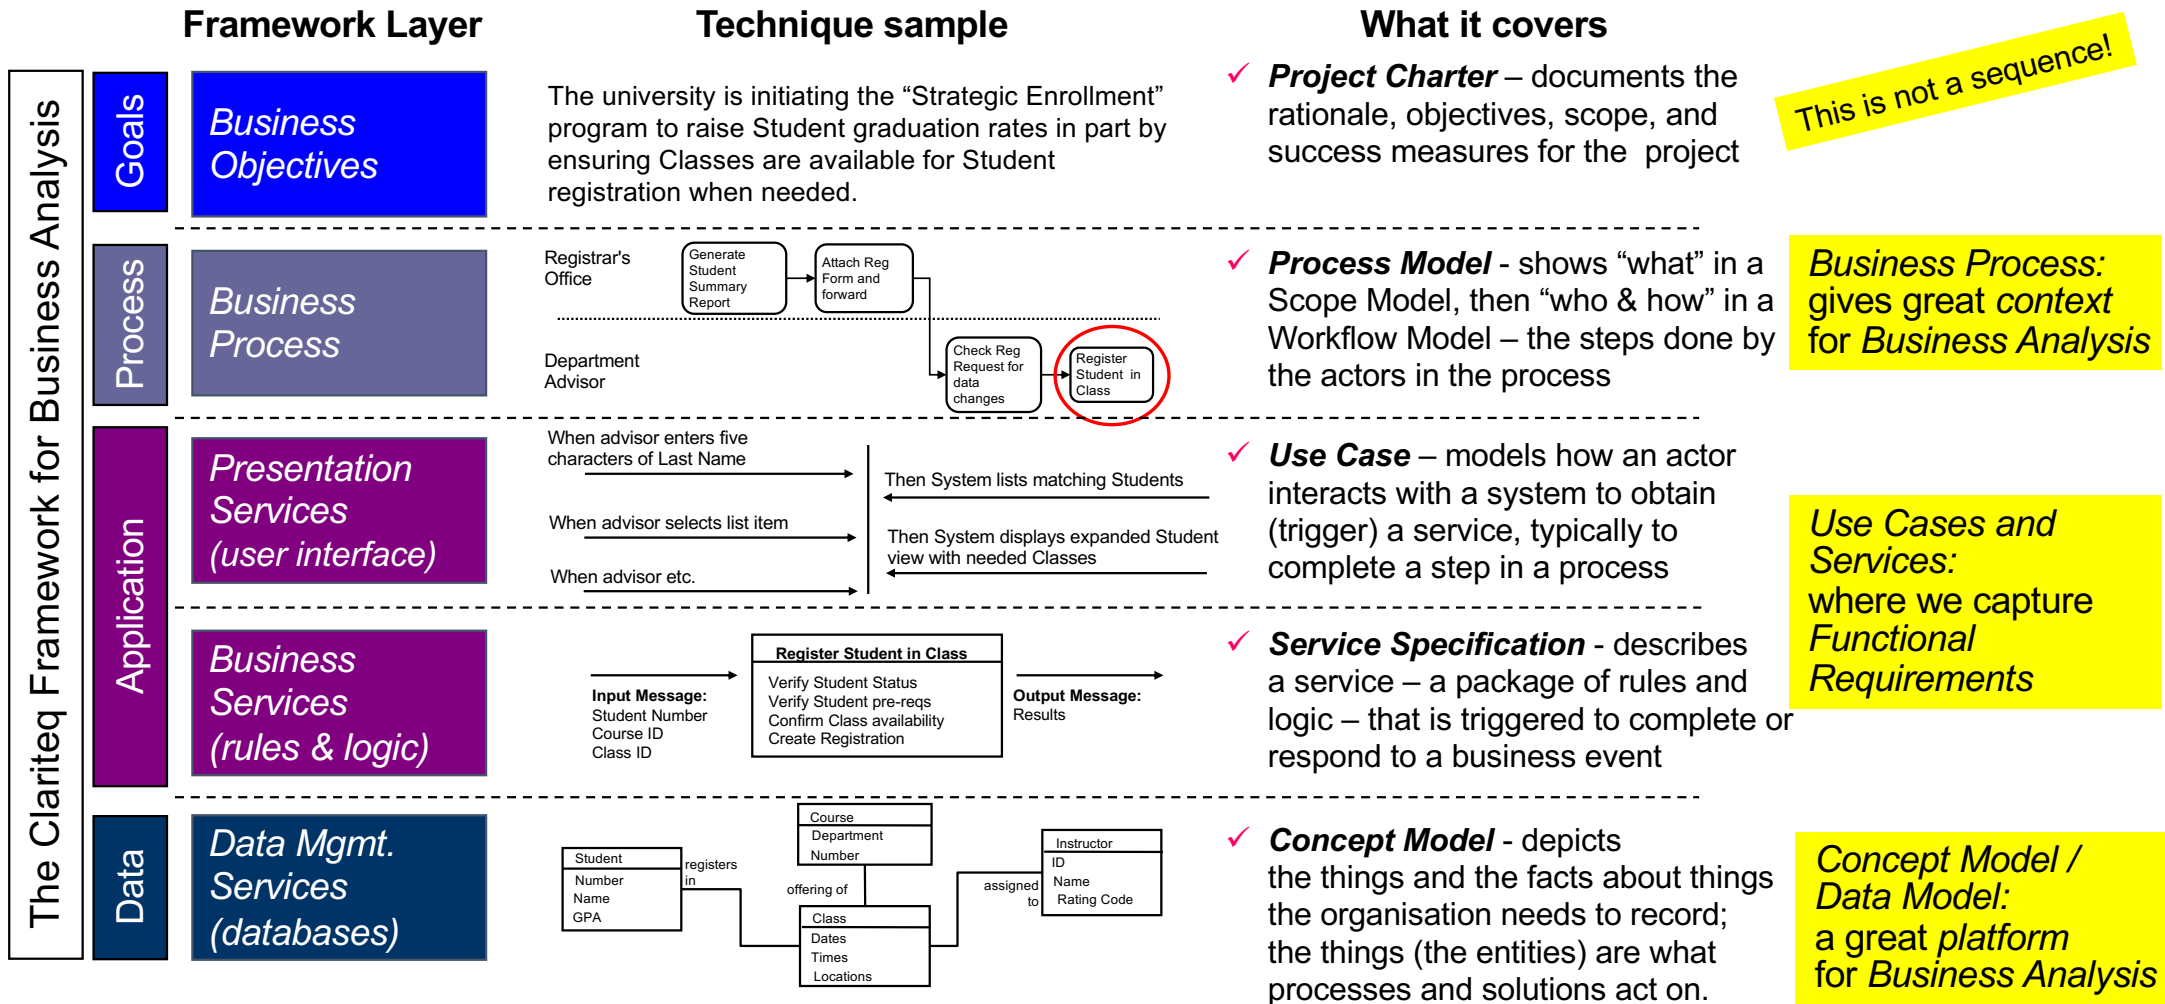 Framework Layer
Technique sample
What it covers
The Clariteq Framework for Business Analysis
Goals
Business
Objectives
The university is initiating the “Strategic Enrollment”
program to raise Student graduation rates in part by
ensuring Classes are available for Student
registration when needed.
✓ Project Charter – documents the
rationale, objectives, scope, and
success measures for the project
This is not a sequence!
Process
Business
Process
Registrar's
Office
Generate
Student
Summary
Report
Attach Reg
Form and
forward
Department
Advisor
Check Reg
Request for
data
changes
Register
Student in
Class
✓ Process Model - shows “what” in a
Scope Model, then “who & how” in a
Workflow Model – the steps done by
the actors in the process
Business Process:
gives great context
for Business Analysis
Application
Presentation
Services
(user interface)
When advisor enters five
characters of Last Name
Then System lists matching Students
When advisor selects list item
Then System displays expanded Student
view with needed Classes
When advisor etc.
✓ Use Case – models how an actor
interacts with a system to obtain
(trigger) a service, typically to
complete a step in a process
Use Cases and
Services:
where we capture
Functional
Requirements
Business
Services
(rules & logic)
Input Message:
Student Number
Course ID
Class ID
Register Student in Class
Verify Student Status
Verify Student pre-reqs
Confirm Class availability
Create Registration
Output Message:
Results
✓ Service Specification - describes
a service – a package of rules and
logic – that is triggered to complete or
respond to a business event
Data
Data Mgmt.
Services
(databases)
Student
Number
Name
GPA
registers
in
Course
Department
Number
offering of
Class
Dates
Times
Locations
assigned
to
Instructor
ID
Name
Rating Code
✓ Concept Model - depicts
the things and the facts about things
the organisation needs to record;
the things (the entities) are what
processes and solutions act on.
Concept Model /
Data Model:
a great platform
for Business Analysis